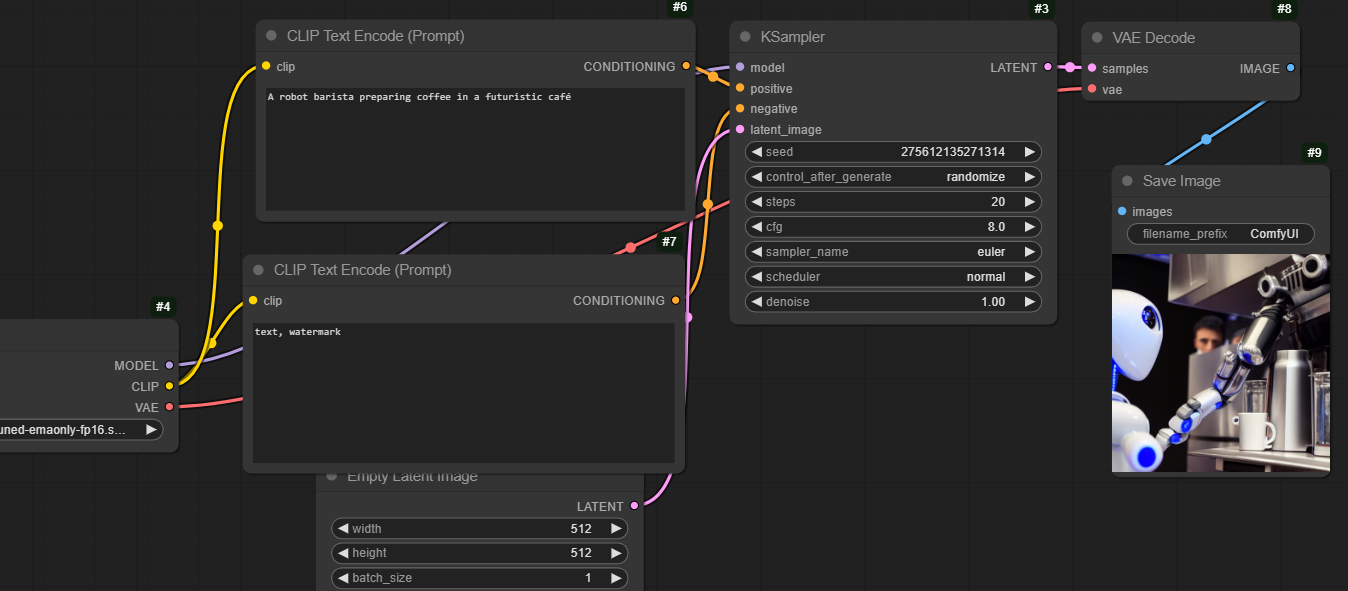 #6
CLIP Text Encode (Prompt)
clip CONDITIONING
A robot barista preparing coffee in a futuristic café
#3
KSampler
model LATENT
positive
negative
latent_image
seed 275612135271314
control_after_generate randomize
steps 20
cfg 8.0
sampler_name euler
scheduler normal
denoise 1.00
#8
VAE Decode
samples IMAGE
vae
#9
Save Image
images
filename_prefix ComfyUI
#7
CLIP Text Encode (Prompt)
clip CONDITIONING
text, watermark
#4
MODEL
CLIP
VAE
uned-emaonly-fp16.s...
Empty Latent Image
LATENT
width 512
height 512
batch_size 1